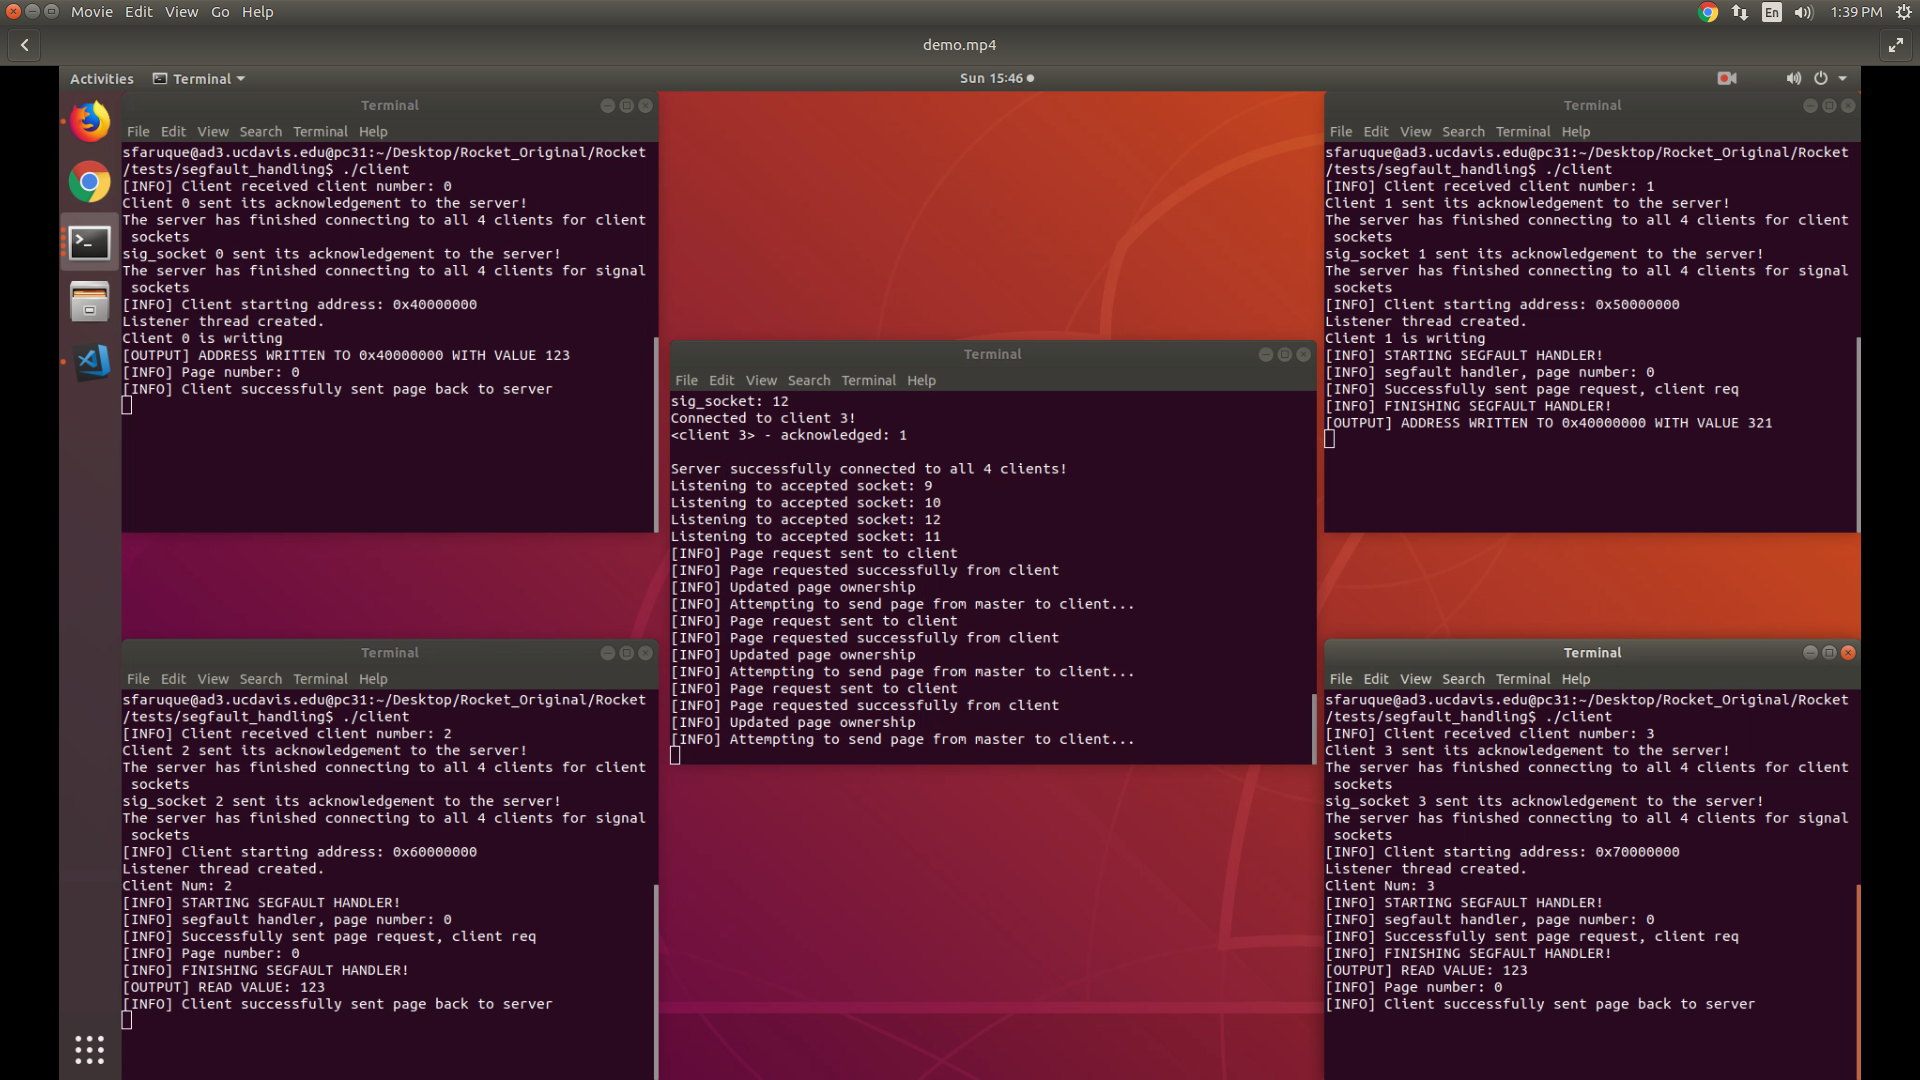 Movie Edit View Go Help
En 1:39 PM
demo.mp4
Activities Terminal
Sun 15:46
Terminal
File Edit View Search Terminal Help
sfaruque@ad3.ucdavis.edu@pc31:~/Desktop/Rocket_Original/Rocket
/tests/segfault_handling$ ./client
[INFO] Client received client number: 0
Client 0 sent its acknowledgement to the server!
The server has finished connecting to all 4 clients for client
sockets
sig_socket 0 sent its acknowledgement to the server!
The server has finished connecting to all 4 clients for signal
sockets
[INFO] Client starting address: 0x40000000
Listener thread created.
Client 0 is writing
[OUTPUT] ADDRESS WRITTEN TO 0x40000000 WITH VALUE 123
[INFO] Page number: 0
[INFO] Client successfully sent page back to server
Terminal
File Edit View Search Terminal Help
sfaruque@ad3.ucdavis.edu@pc31:~/Desktop/Rocket_Original/Rocket
/tests/segfault_handling$ ./client
[INFO] Client received client number: 1
Client 1 sent its acknowledgement to the server!
The server has finished connecting to all 4 clients for client
sockets
sig_socket 1 sent its acknowledgement to the server!
The server has finished connecting to all 4 clients for signal
sockets
[INFO] Client starting address: 0x50000000
Listener thread created.
Client 1 is writing
[INFO] STARTING SEGFAULT HANDLER!
[INFO] segfault handler, page number: 0
[INFO] Successfully sent page request, client req
[INFO] FINISHING SEGFAULT HANDLER!
[OUTPUT] ADDRESS WRITTEN TO 0x40000000 WITH VALUE 321
Terminal
File Edit View Search Terminal Help
sig_socket: 12
Connected to client 3!
<client 3> - acknowledged: 1
Server successfully connected to all 4 clients!
Listening to accepted socket: 9
Listening to accepted socket: 10
Listening to accepted socket: 12
Listening to accepted socket: 11
[INFO] Page request sent to client
[INFO] Page requested successfully from client
[INFO] Updated page ownership
[INFO] Attempting to send page from master to client...
[INFO] Page request sent to client
[INFO] Page requested successfully from client
[INFO] Updated page ownership
[INFO] Attempting to send page from master to client...
[INFO] Page request sent to client
[INFO] Page requested successfully from client
[INFO] Updated page ownership
[INFO] Attempting to send page from master to client...
Terminal
File Edit View Search Terminal Help
sfaruque@ad3.ucdavis.edu@pc31:~/Desktop/Rocket_Original/Rocket
/tests/segfault_handling$ ./client
[INFO] Client received client number: 2
Client 2 sent its acknowledgement to the server!
The server has finished connecting to all 4 clients for client
sockets
sig_socket 2 sent its acknowledgement to the server!
The server has finished connecting to all 4 clients for signal
sockets
[INFO] Client starting address: 0x60000000
Listener thread created.
Client Num: 2
[INFO] STARTING SEGFAULT HANDLER!
[INFO] segfault handler, page number: 0
[INFO] Successfully sent page request, client req
[INFO] Page number: 0
[INFO] FINISHING SEGFAULT HANDLER!
[OUTPUT] READ VALUE: 123
[INFO] Client successfully sent page back to server
Terminal
File Edit View Search Terminal Help
sfaruque@ad3.ucdavis.edu@pc31:~/Desktop/Rocket_Original/Rocket
/tests/segfault_handling$ ./client
[INFO] Client received client number: 3
Client 3 sent its acknowledgement to the server!
The server has finished connecting to all 4 clients for client
sockets
sig_socket 3 sent its acknowledgement to the server!
The server has finished connecting to all 4 clients for signal
sockets
[INFO] Client starting address: 0x70000000
Listener thread created.
Client Num: 3
[INFO] STARTING SEGFAULT HANDLER!
[INFO] segfault handler, page number: 0
[INFO] Successfully sent page request, client req
[INFO] FINISHING SEGFAULT HANDLER!
[OUTPUT] READ VALUE: 123
[INFO] Page number: 0
[INFO] Client successfully sent page back to server